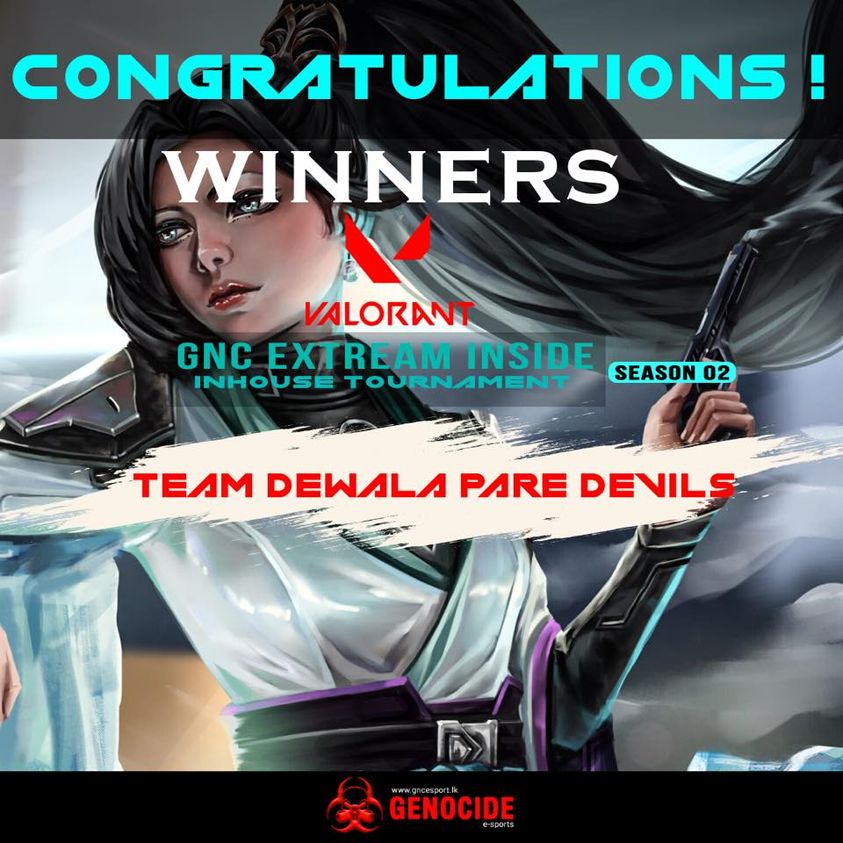 CONGRATULATIONS !
WINNERS
VALORANT
GNC EXTREAM INSIDE
INHOUSE TOURNAMENT
SEASON 02
TEAM DEWALA PARE DEVILS
www.gncesport.lk
GENOCIDE
e-sports